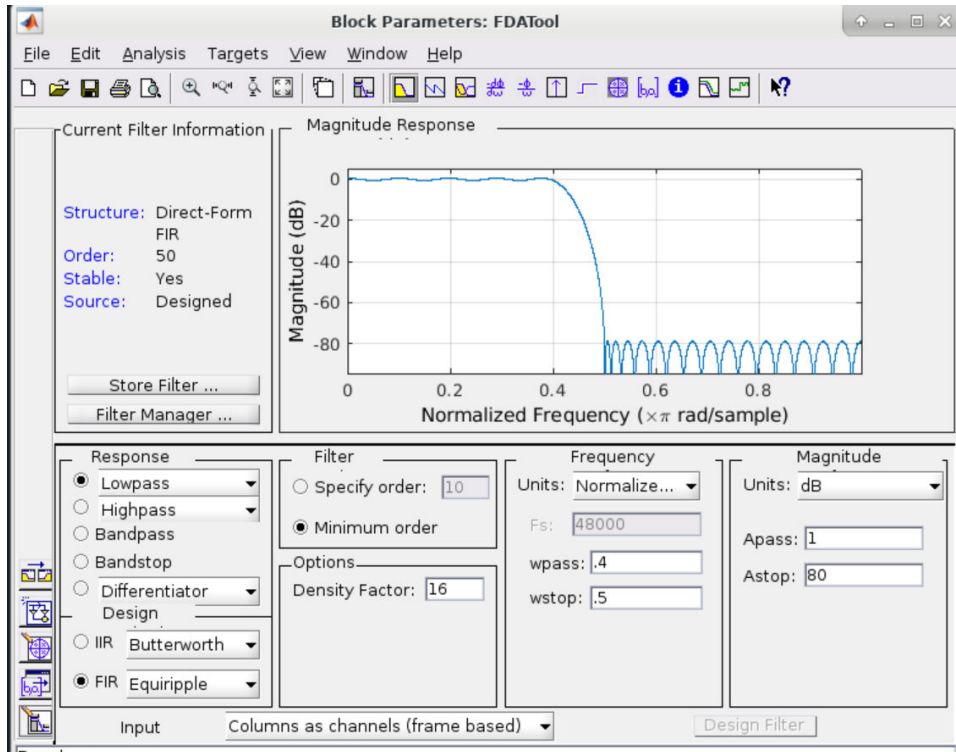 Block Parameters: FDATool
File Edit Analysis Targets View Window Help
Current Filter Information
Structure: Direct-Form
FIR
Order: 50
Stable: Yes
Source: Designed
Store Filter ...
Filter Manager ...
Magnitude Response
Magnitude (dB)
0
-20
-40
-60
-80
0 0.2 0.4 0.6 0.8
Normalized Frequency (×π rad/sample)
Response
Lowpass
Highpass
Bandpass
Bandstop
Differentiator
Design
IIR Butterworth
FIR Equiripple
Filter
Specify order: 10
Minimum order
Options
Density Factor: 16
Frequency
Units: Normalize...
Fs: 48000
wpass: .4
wstop: .5
Magnitude
Units: dB
Apass: 1
Astop: 80
Input Columns as channels (frame based)
Design Filter